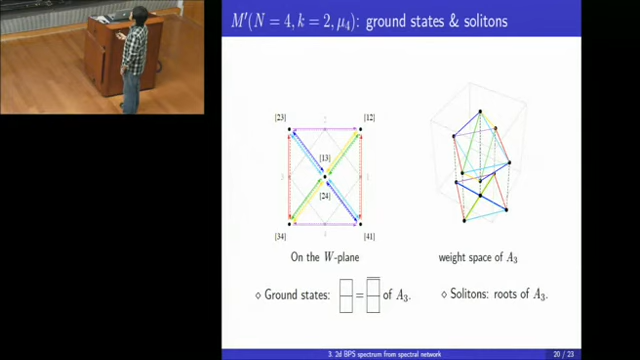 M'(N = 4, k = 2, μ₄): ground states & solitons
[23]
[12]
[13]
[24]
[34]
[41]
On the W-plane
weight space of A₃
⋄ Ground states: = of A₃.
⋄ Solitons: roots of A₃.
3. 2d BPS spectrum from spectral network
20 / 23